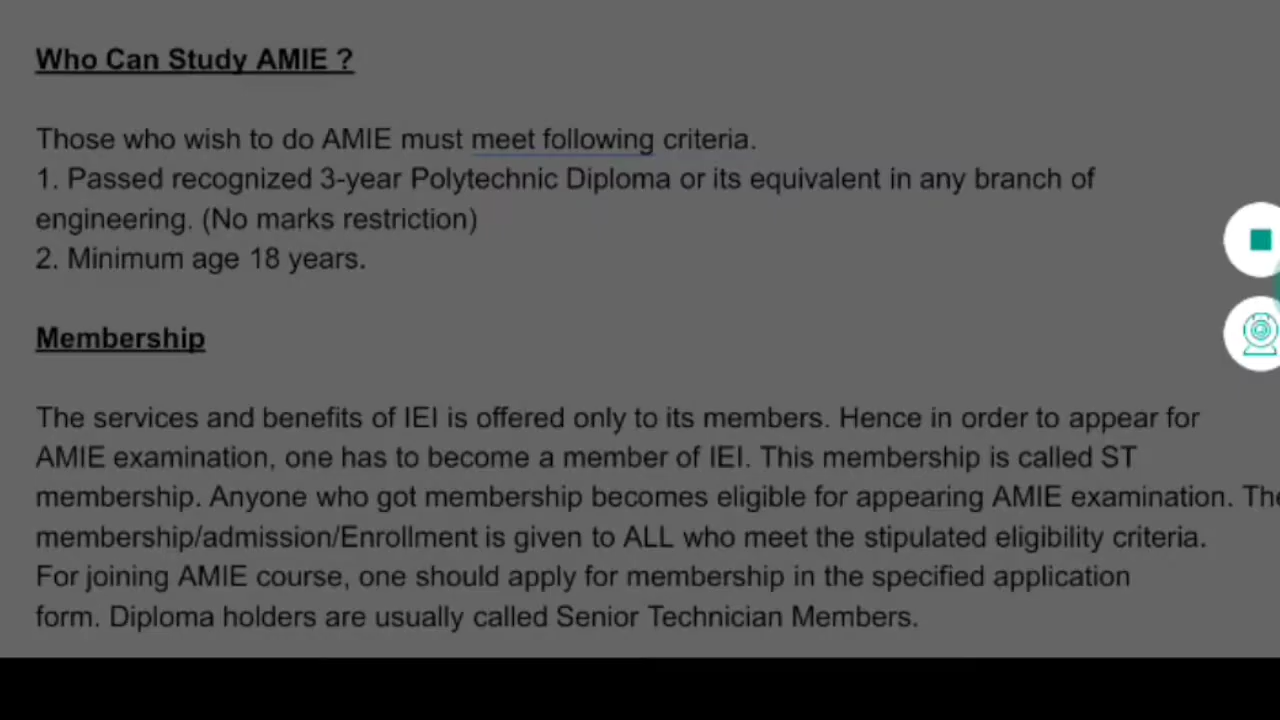 Who Can Study AMIE ?
Those who wish to do AMIE must meet following criteria.
1. Passed recognized 3-year Polytechnic Diploma or its equivalent in any branch of
engineering. (No marks restriction)
2. Minimum age 18 years.
Membership
The services and benefits of IEI is offered only to its members. Hence in order to appear for
AMIE examination, one has to become a member of IEI. This membership is called ST
membership. Anyone who got membership becomes eligible for appearing AMIE examination. The
membership/admission/Enrollment is given to ALL who meet the stipulated eligibility criteria.
For joining AMIE course, one should apply for membership in the specified application
form. Diploma holders are usually called Senior Technician Members.